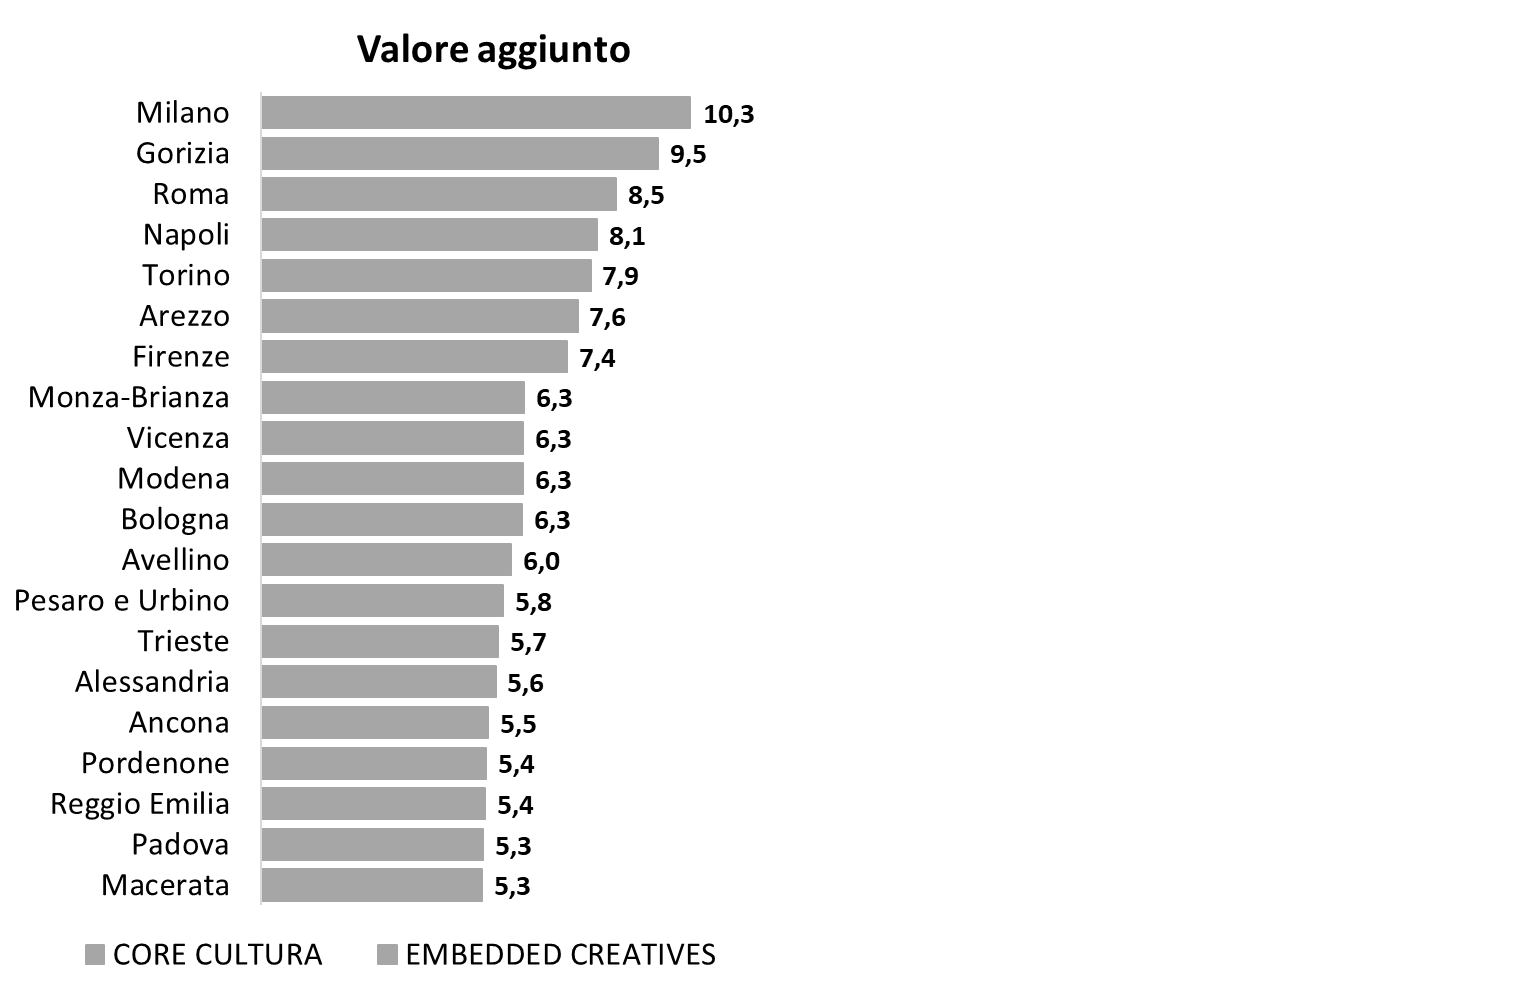 Valore aggiunto
Milano 10,3
Gorizia 9,5
Roma 8,5
Napoli 8,1
Torino 7,9
Arezzo 7,6
Firenze 7,4
Monza-Brianza 6,3
Vicenza 6,3
Modena 6,3
Bologna 6,3
Avellino 6,0
Pesaro e Urbino 5,8
Trieste 5,7
Alessandria 5,6
Ancona 5,5
Pordenone 5,4
Reggio Emilia 5,4
Padova 5,3
Macerata 5,3
CORE CULTURA EMBEDDED CREATIVES